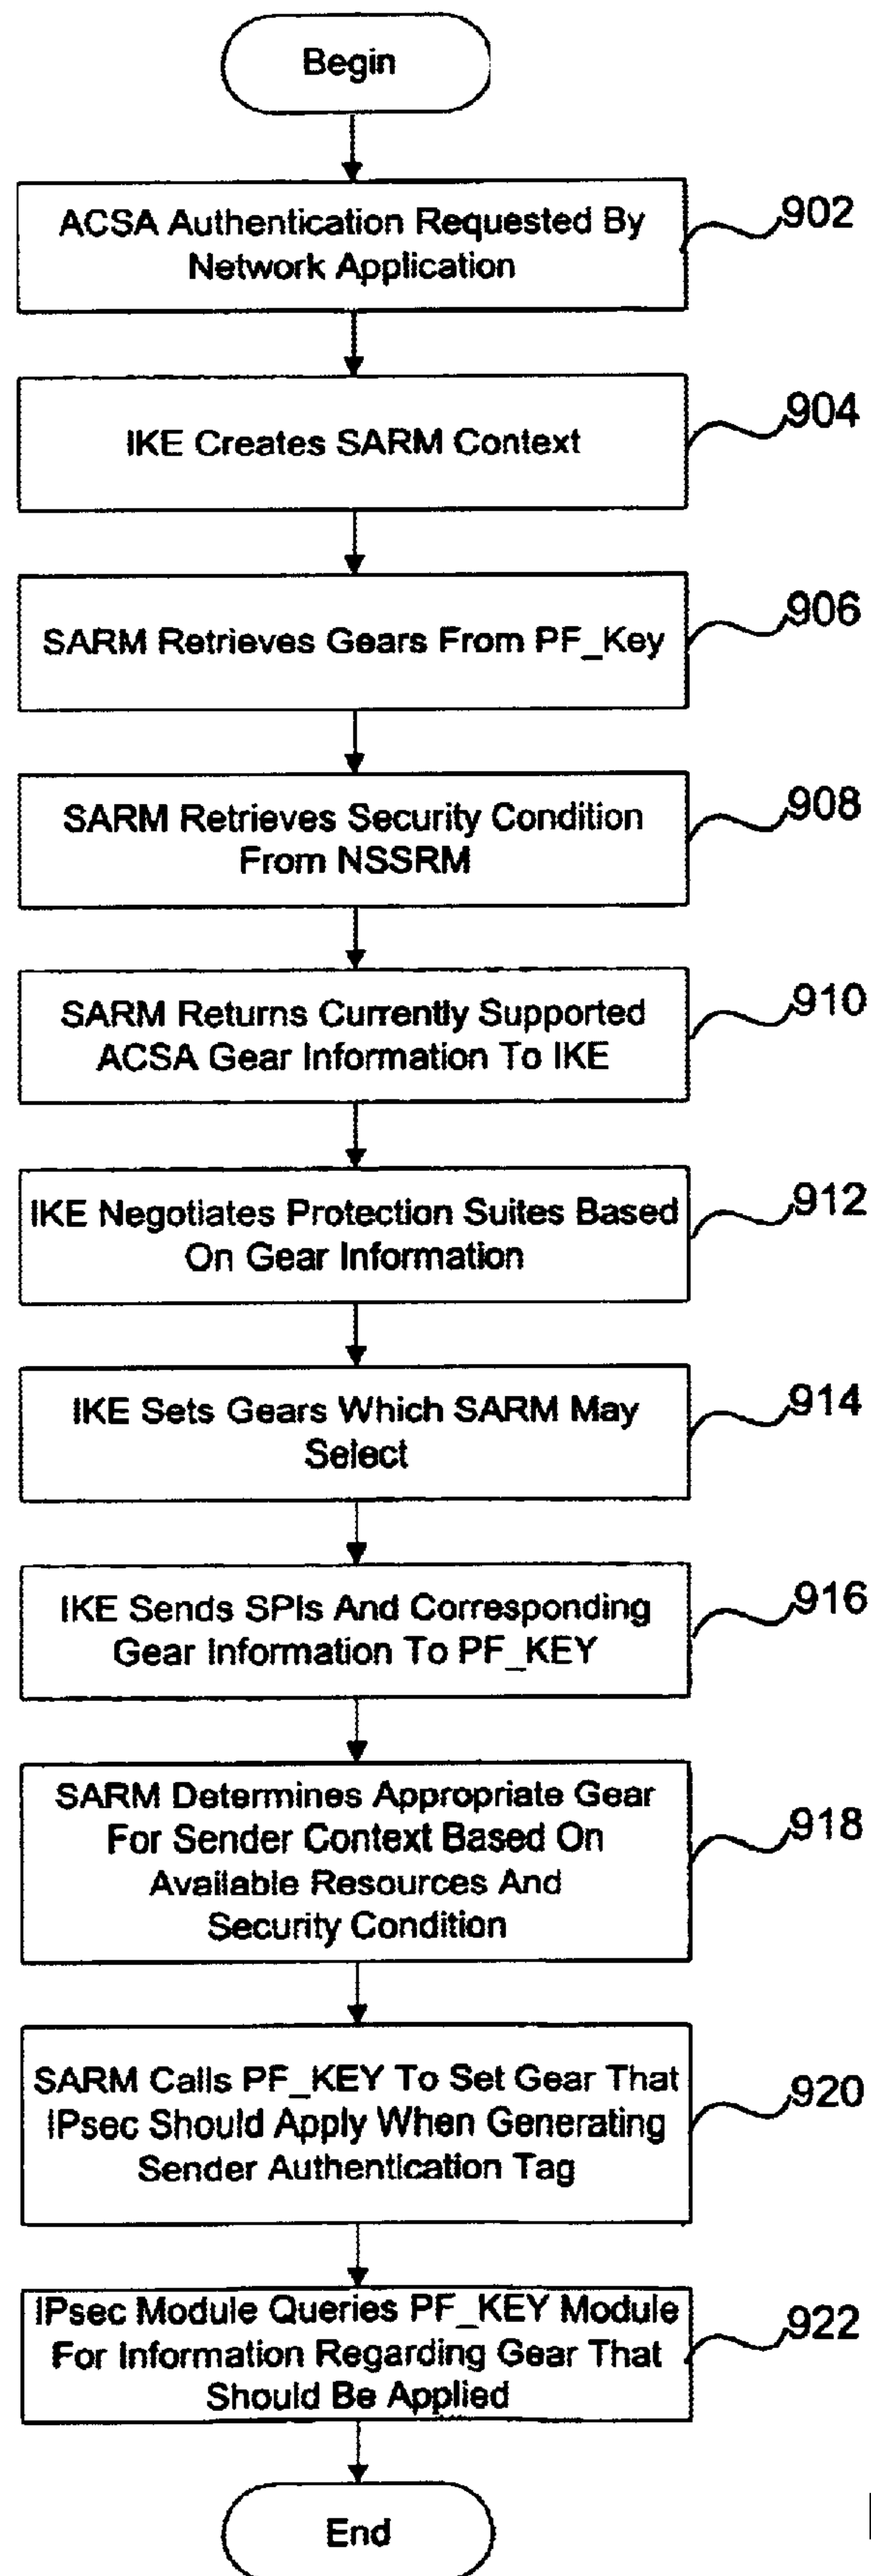 Begin
ACSA Authentication Requested By
Network Application
902
IKE Creates SARM Context
904
SARM Retrieves Gears From PF_Key
906
SARM Retrieves Security Condition
From NSSRM
908
SARM Returns Currently Supported
ACSA Gear Information To IKE
910
IKE Negotiates Protection Suites Based
On Gear Information
912
IKE Sets Gears Which SARM May
Select
914
IKE Sends SPIs And Corresponding
Gear Information To PF_KEY
916
SARM Determines Appropriate Gear
For Sender Context Based On
Available Resources And
Security Condition
918
SARM Calls PF_KEY To Set Gear That
IPsec Should Apply When Generating
Sender Authentication Tag
920
IPsec Module Queries PF_KEY Module
For Information Regarding Gear That
Should Be Applied
922
End